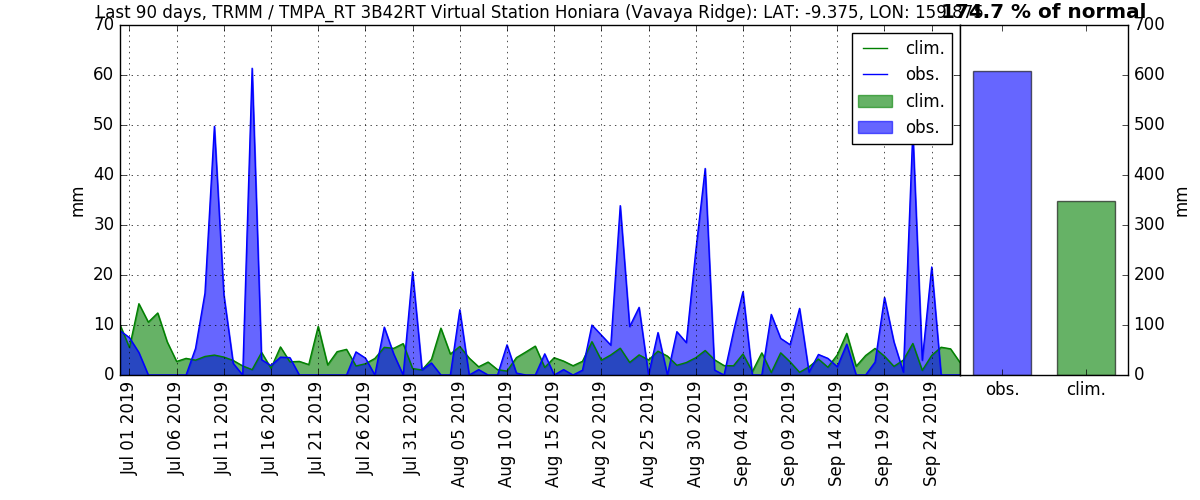 Last 90 days, TRMM / TMPA_RT 3B42RT Virtual Station Honiara (Vavaya Ridge): LAT: -9.375, LON:
174.7 % of normal
70
60
50
40
30
20
10
0
mm
clim.
obs.
clim.
obs.
Jul 01 2019
Jul 06 2019
Jul 11 2019
Jul 16 2019
Jul 21 2019
Jul 26 2019
Jul 31 2019
Aug 05 2019
Aug 10 2019
Aug 15 2019
Aug 20 2019
Aug 25 2019
Aug 30 2019
Sep 04 2019
Sep 09 2019
Sep 14 2019
Sep 19 2019
Sep 24 2019
700
600
500
400
300
200
100
0
mm
obs.
clim.